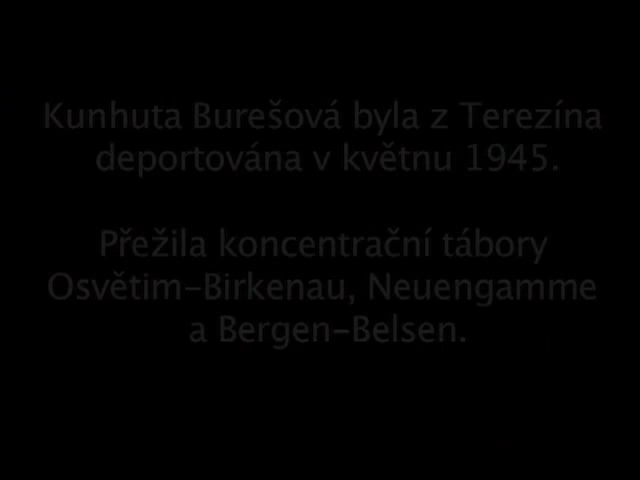 Kunhuta Burešová byla z Terezína
deportována v květnu 1945.
Přežila koncentrační tábory
Osvětim-Birkenau, Neuengamme
a Bergen-Belsen.